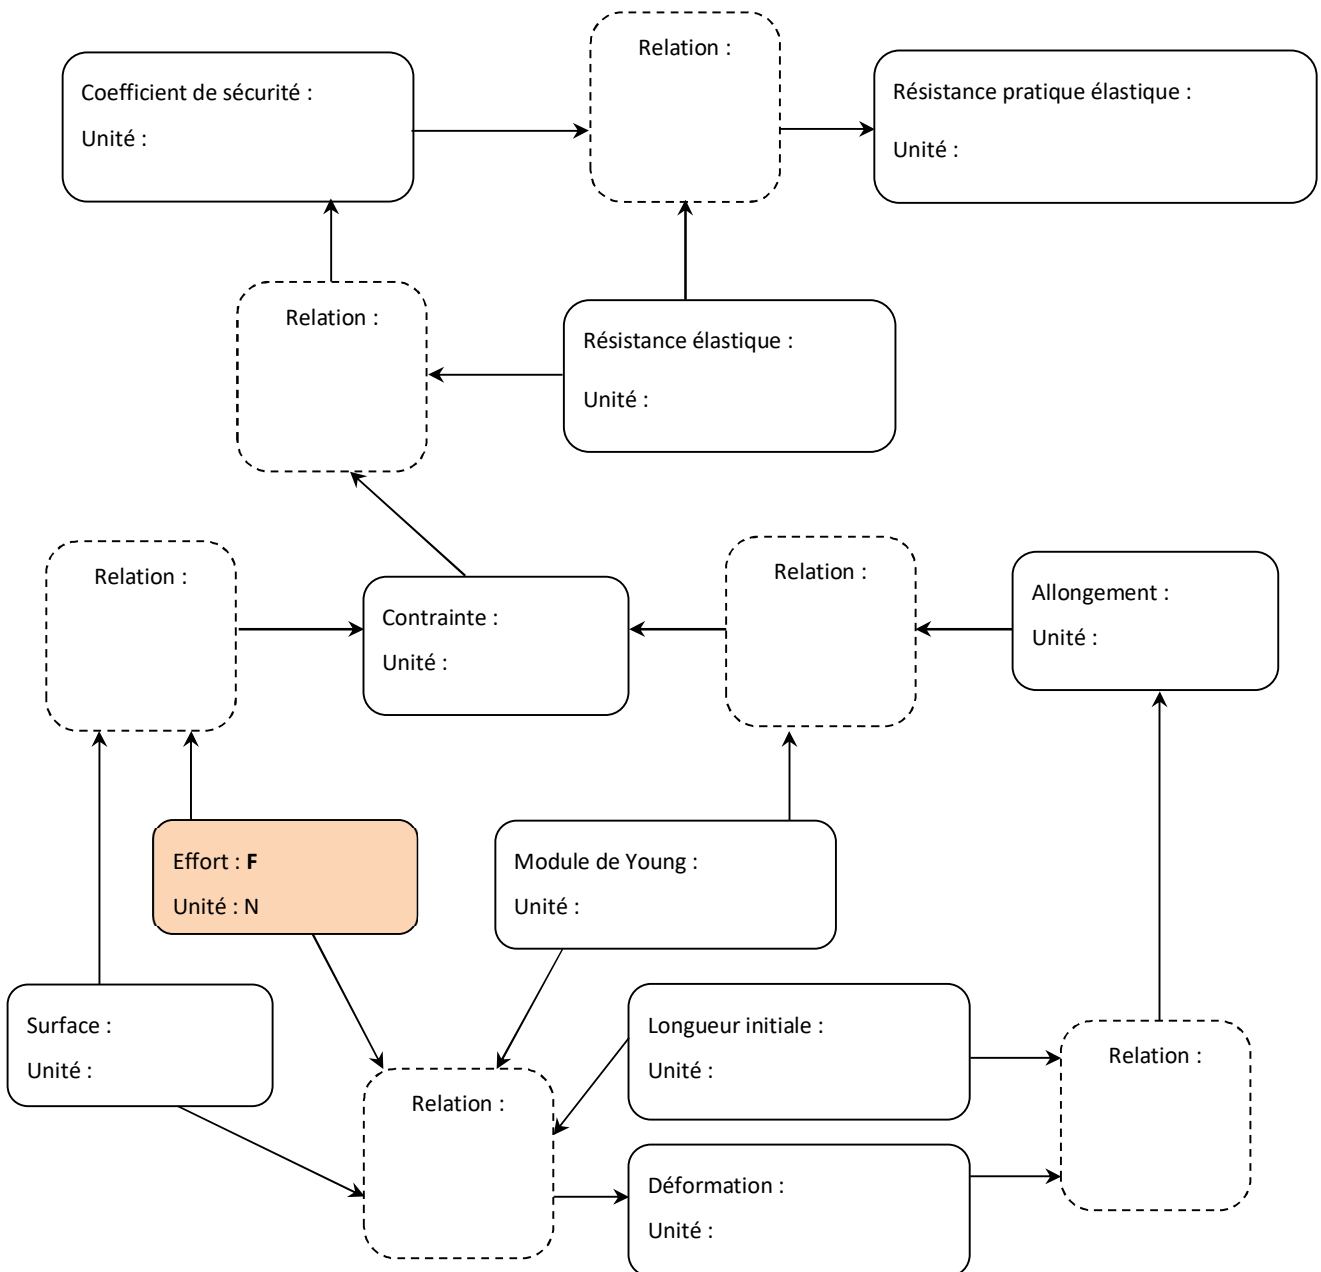 Relation :
Coefficient de sécurité :
Unité :
Résistance pratique élastique :
Unité :
Relation :
Résistance élastique :
Unité :
Relation :
Relation :
Contrainte :
Unité :
Allongement :
Unité :
Effort : F
Unité : N
Module de Young :
Unité :
Surface :
Unité :
Longueur initiale :
Unité :
Relation :
Relation :
Déformation :
Unité :